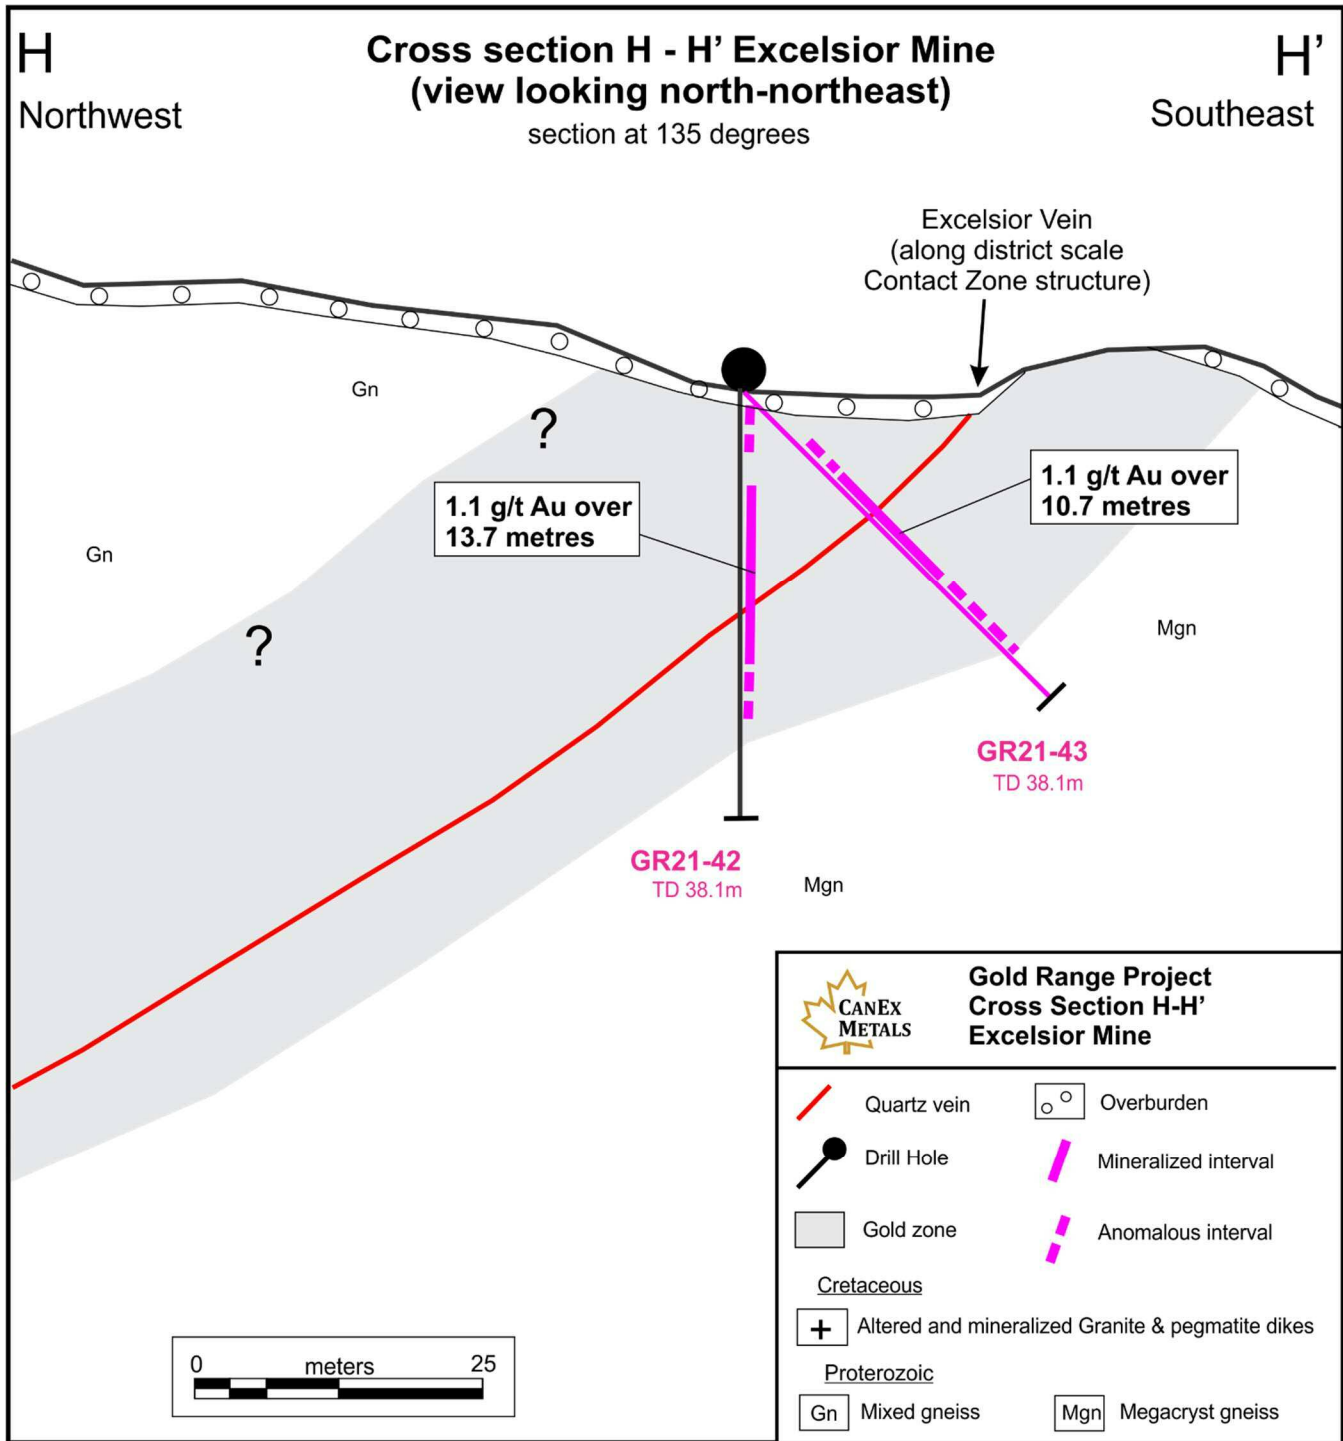 H
H’
Cross section H - H’ Excelsior Mine
(view looking north-northeast)
section at 135 degrees
Northwest
Southeast
Excelsior Vein
(along district scale
Contact Zone structure)
Gn
?
1.1 g/t Au over
13.7 metres
1.1 g/t Au over
10.7 metres
Gn
?
Mgn
GR21-43
TD 38.1m
GR21-42
TD 38.1m
Mgn
CANEX
METALS
Gold Range Project
Cross Section H-H’
Excelsior Mine
Quartz vein
Overburden
Drill Hole
Mineralized interval
Gold zone
Anomalous interval
Cretaceous
+ Altered and mineralized Granite & pegmatite dikes
Proterozoic
Gn Mixed gneiss
Mgn Megacryst gneiss
0 meters 25